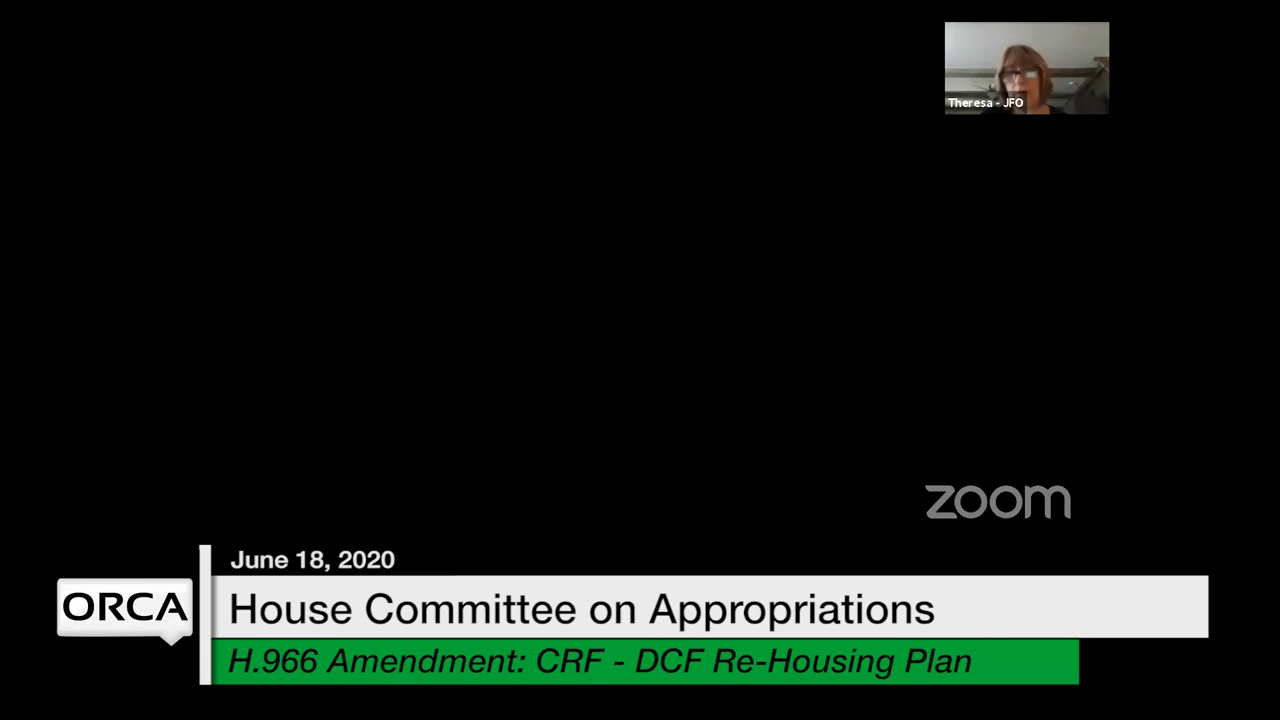 Theresa - JFO
zoom
June 18, 2020
ORCA
House Committee on Appropriations
H.966 Amendment: CRF - DCF Re-Housing Plan